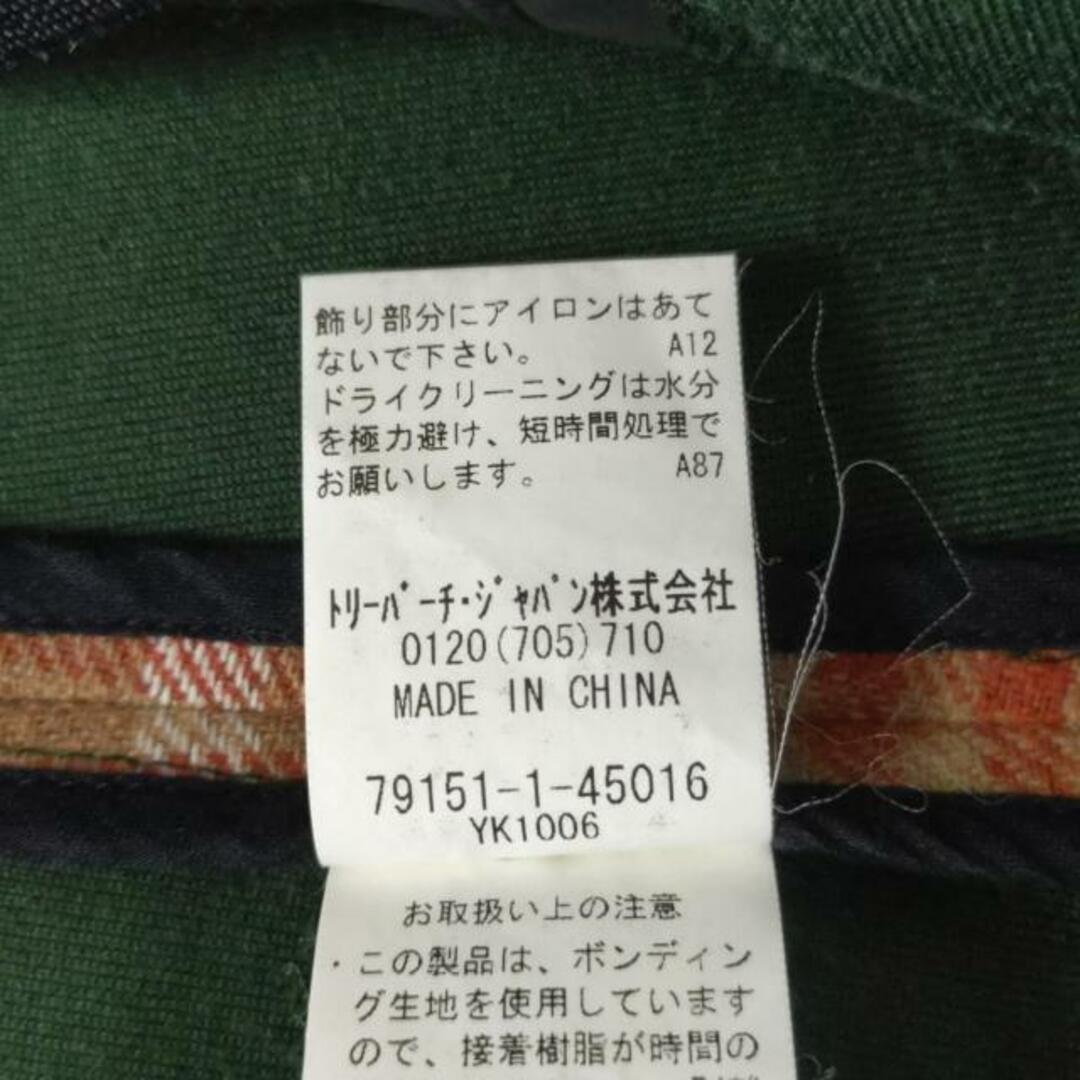 飾り部分にアイロンはあて
ないで下さい。 A12
ドライクリーニングは水分
を極力避け、短時間処理で
お願いします。 A87
ﾄﾘｰﾊﾞｰﾁ･ｼﾞｬﾊﾟﾝ株式会社
0120(705)710
MADE IN CHINA
79151-1-45016
YK1006
お取扱い上の注意
・この製品は、ボンディン
グ生地を使用しています
ので、接着樹脂が時間の